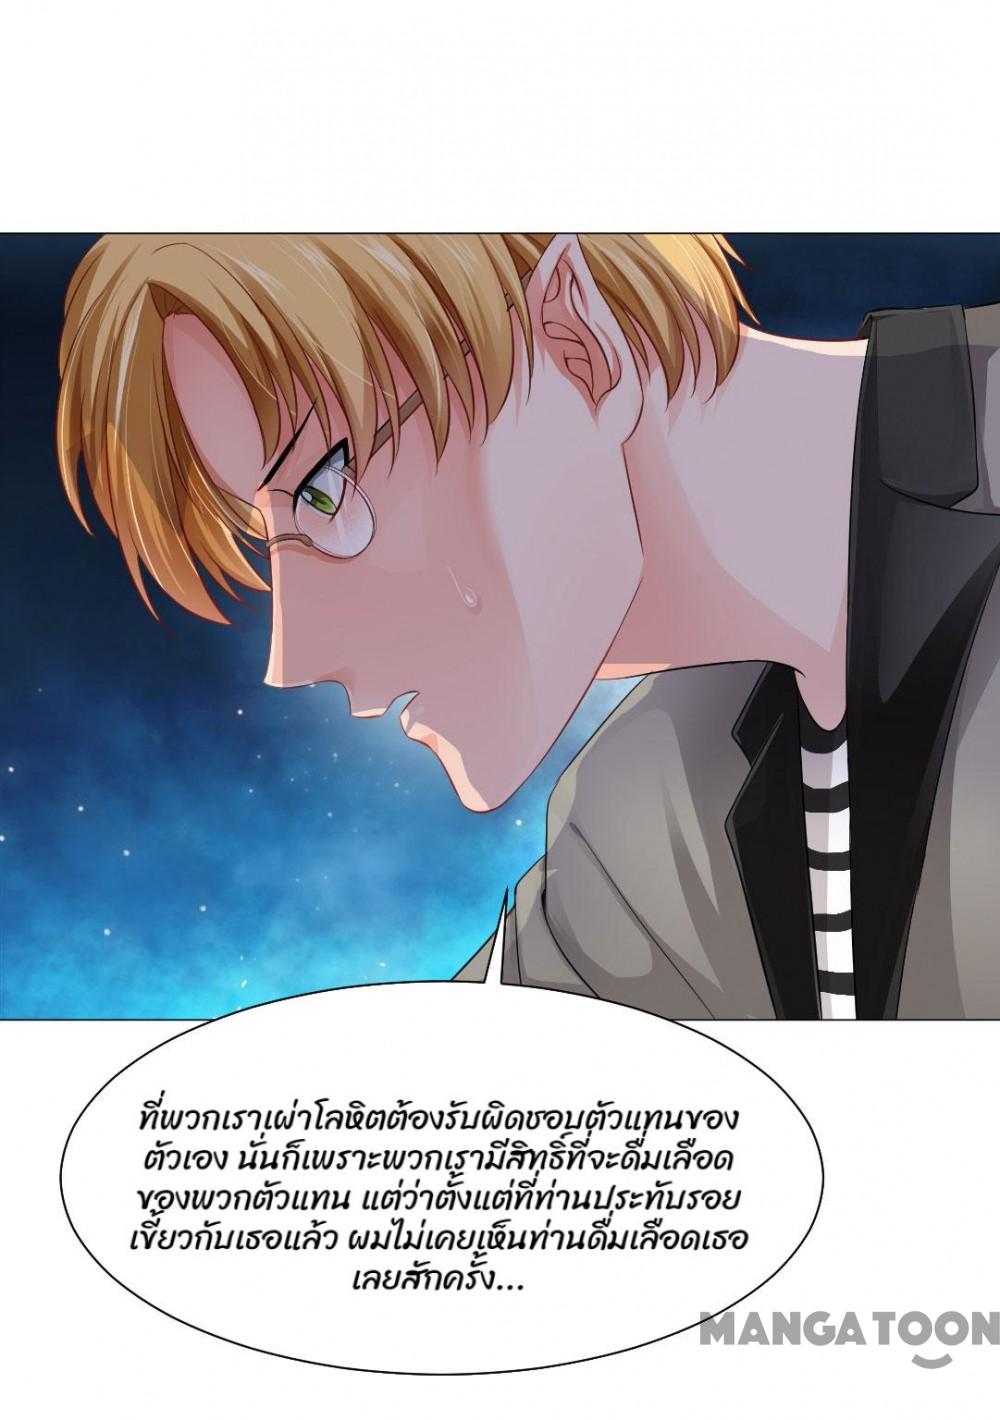 ที่พวกเราเผ่าโลหิตต้องรับผิดชอบตัวแทนของ
ตัวเอง นั่นก็เพราะพวกเรามีสิทธิ์ที่จะดื่มเลือด
ของพวกตัวแทน แต่ว่าตั้งแต่ที่ท่านประทับรอย
เขี้ยวกับเธอแล้ว ผมไม่เคยเห็นท่านดื่มเลือดเธอ
เลยสักครั้ง...
MANGATOON